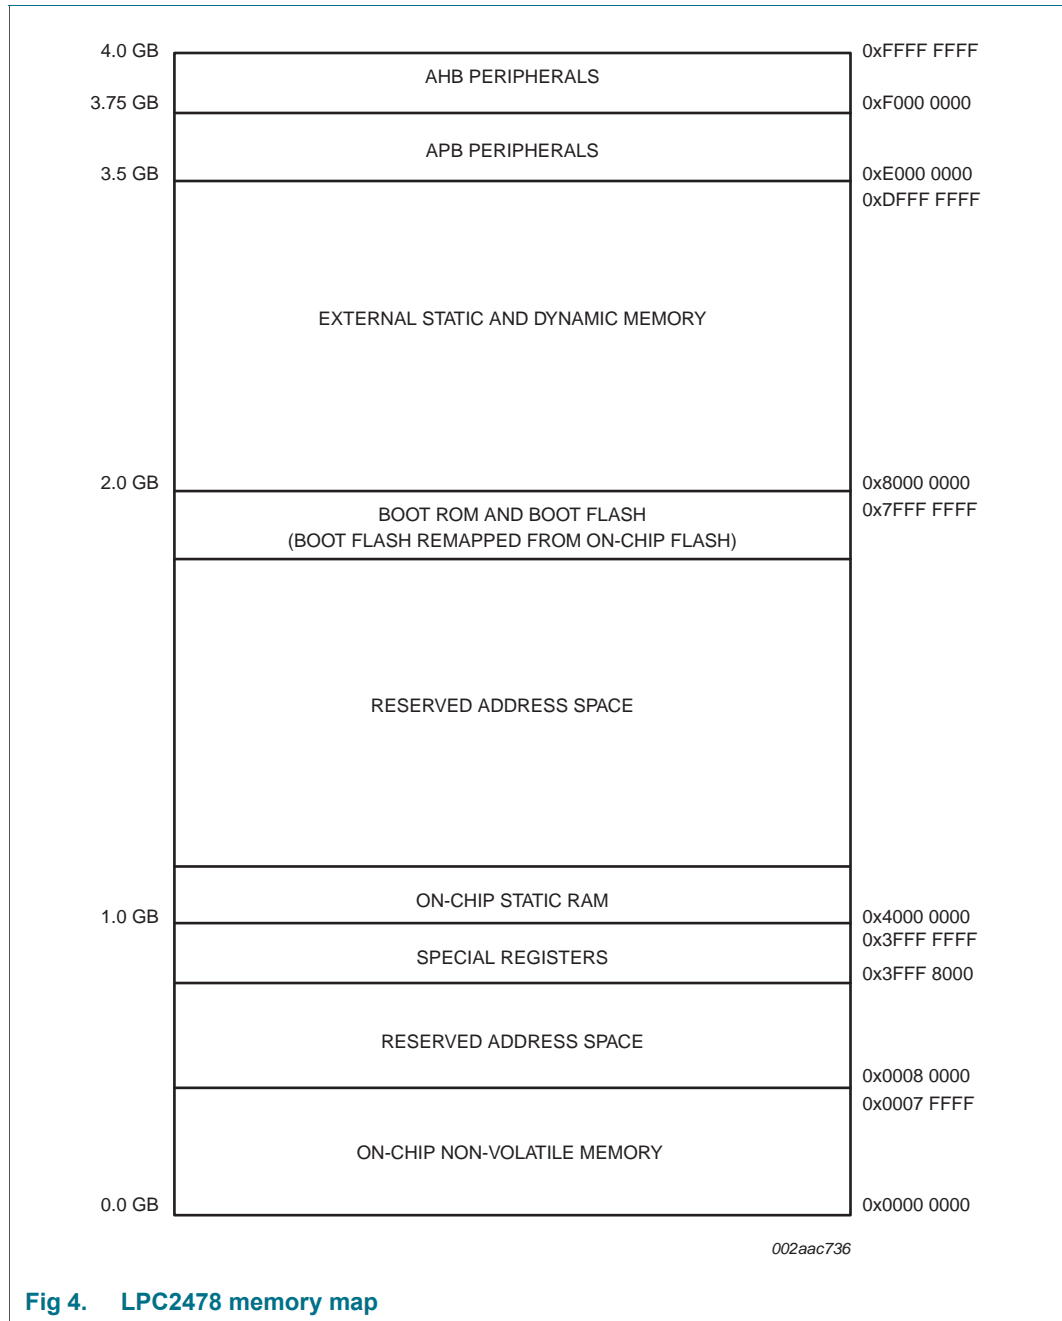 4.0 GB
0xFFFF FFFF
AHB PERIPHERALS
3.75 GB
0xF000 0000
APB PERIPHERALS
3.5 GB
0xE000 0000
0xDFFF FFFF
EXTERNAL STATIC AND DYNAMIC MEMORY
2.0 GB
0x8000 0000
0x7FFF FFFF
BOOT ROM AND BOOT FLASH
(BOOT FLASH REMAPPED FROM ON-CHIP FLASH)
RESERVED ADDRESS SPACE
ON-CHIP STATIC RAM
1.0 GB
0x4000 0000
0x3FFF FFFF
SPECIAL REGISTERS
0x3FFF 8000
RESERVED ADDRESS SPACE
0x0008 0000
0x0007 FFFF
ON-CHIP NON-VOLATILE MEMORY
0.0 GB
0x0000 0000
002aac736
Fig 4. LPC2478 memory map